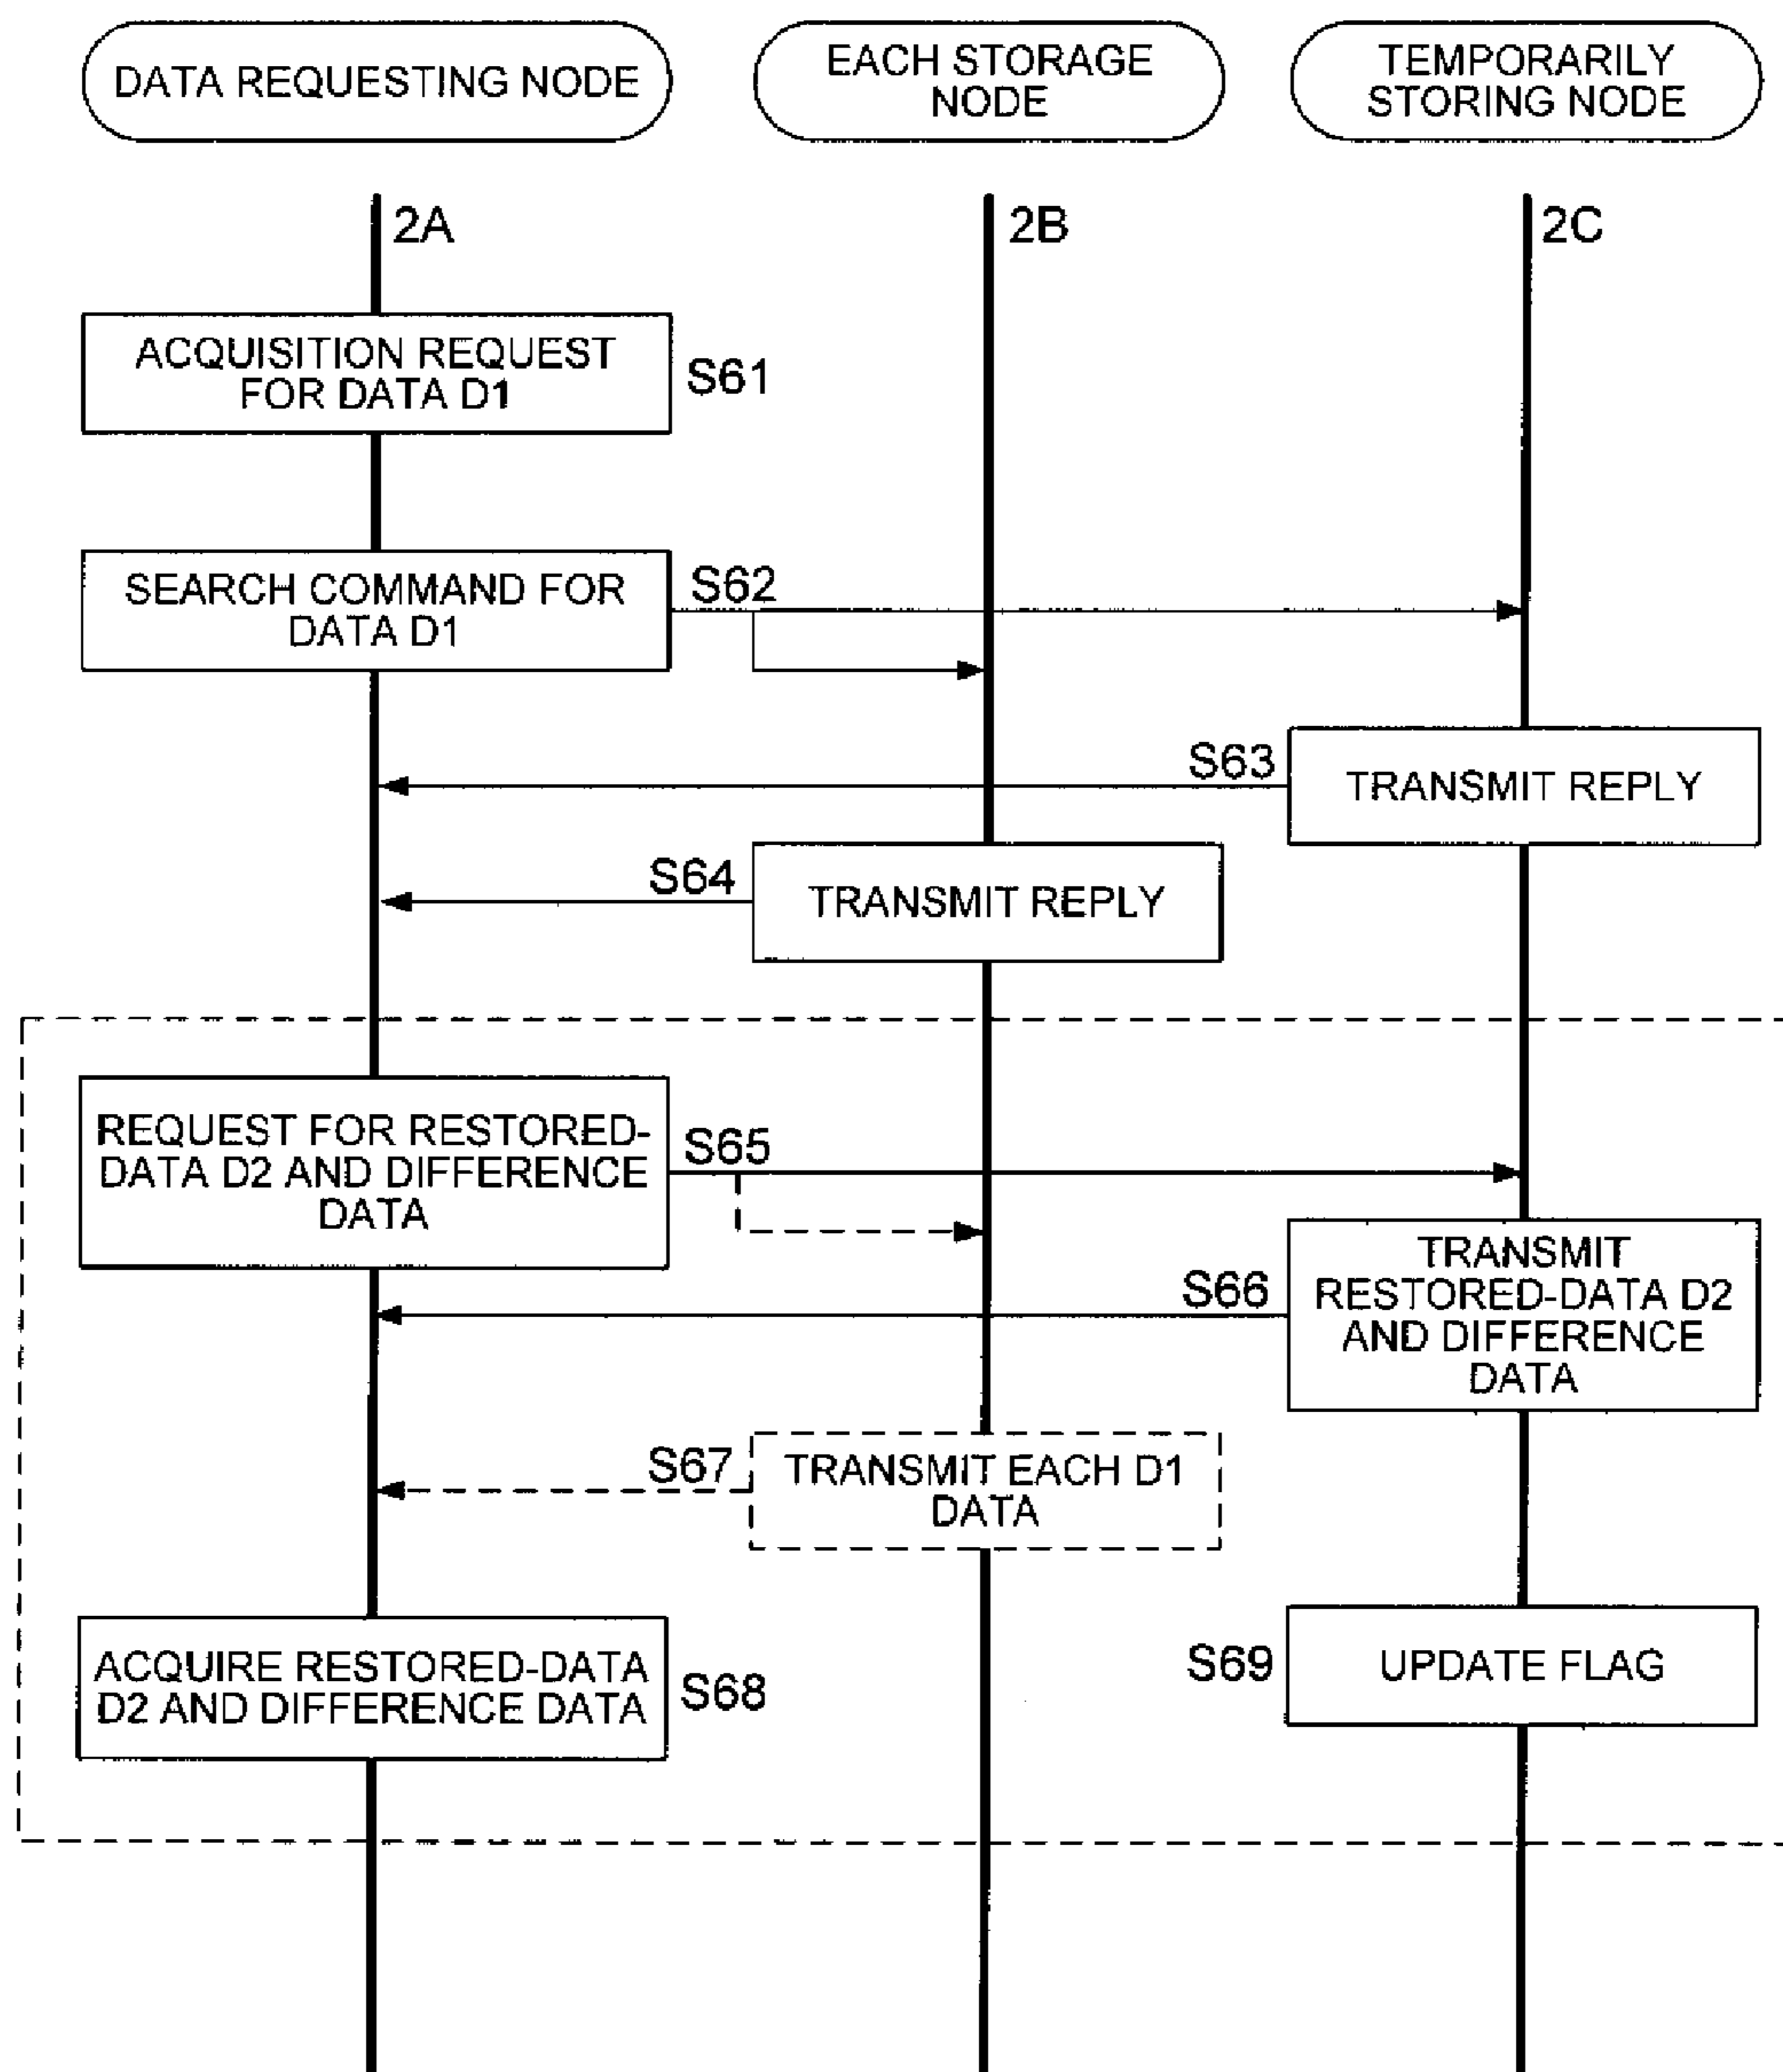 DATA REQUESTING NODE
EACH STORAGE
NODE
TEMPORARILY
STORING NODE
2A
2B
2C
ACQUISITION REQUEST
FOR DATA D1
S61
SEARCH COMMAND FOR
DATA D1
S62
S63
TRANSMIT REPLY
S64
TRANSMIT REPLY
REQUEST FOR RESTORED-
DATA D2 AND DIFFERENCE
DATA
S65
S66
TRANSMIT
RESTORED-DATA D2
AND DIFFERENCE
DATA
S67
TRANSMIT EACH D1
DATA
ACQUIRE RESTORED-DATA
D2 AND DIFFERENCE DATA
S68
S69
UPDATE FLAG